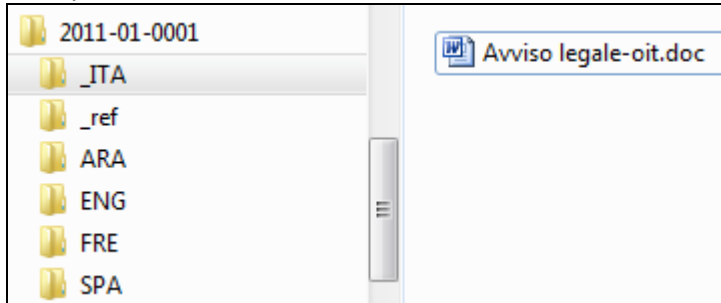 2011-01-0001
_ITA
_ref
ARA
ENG
FRE
SPA
Avviso legale-oit.doc